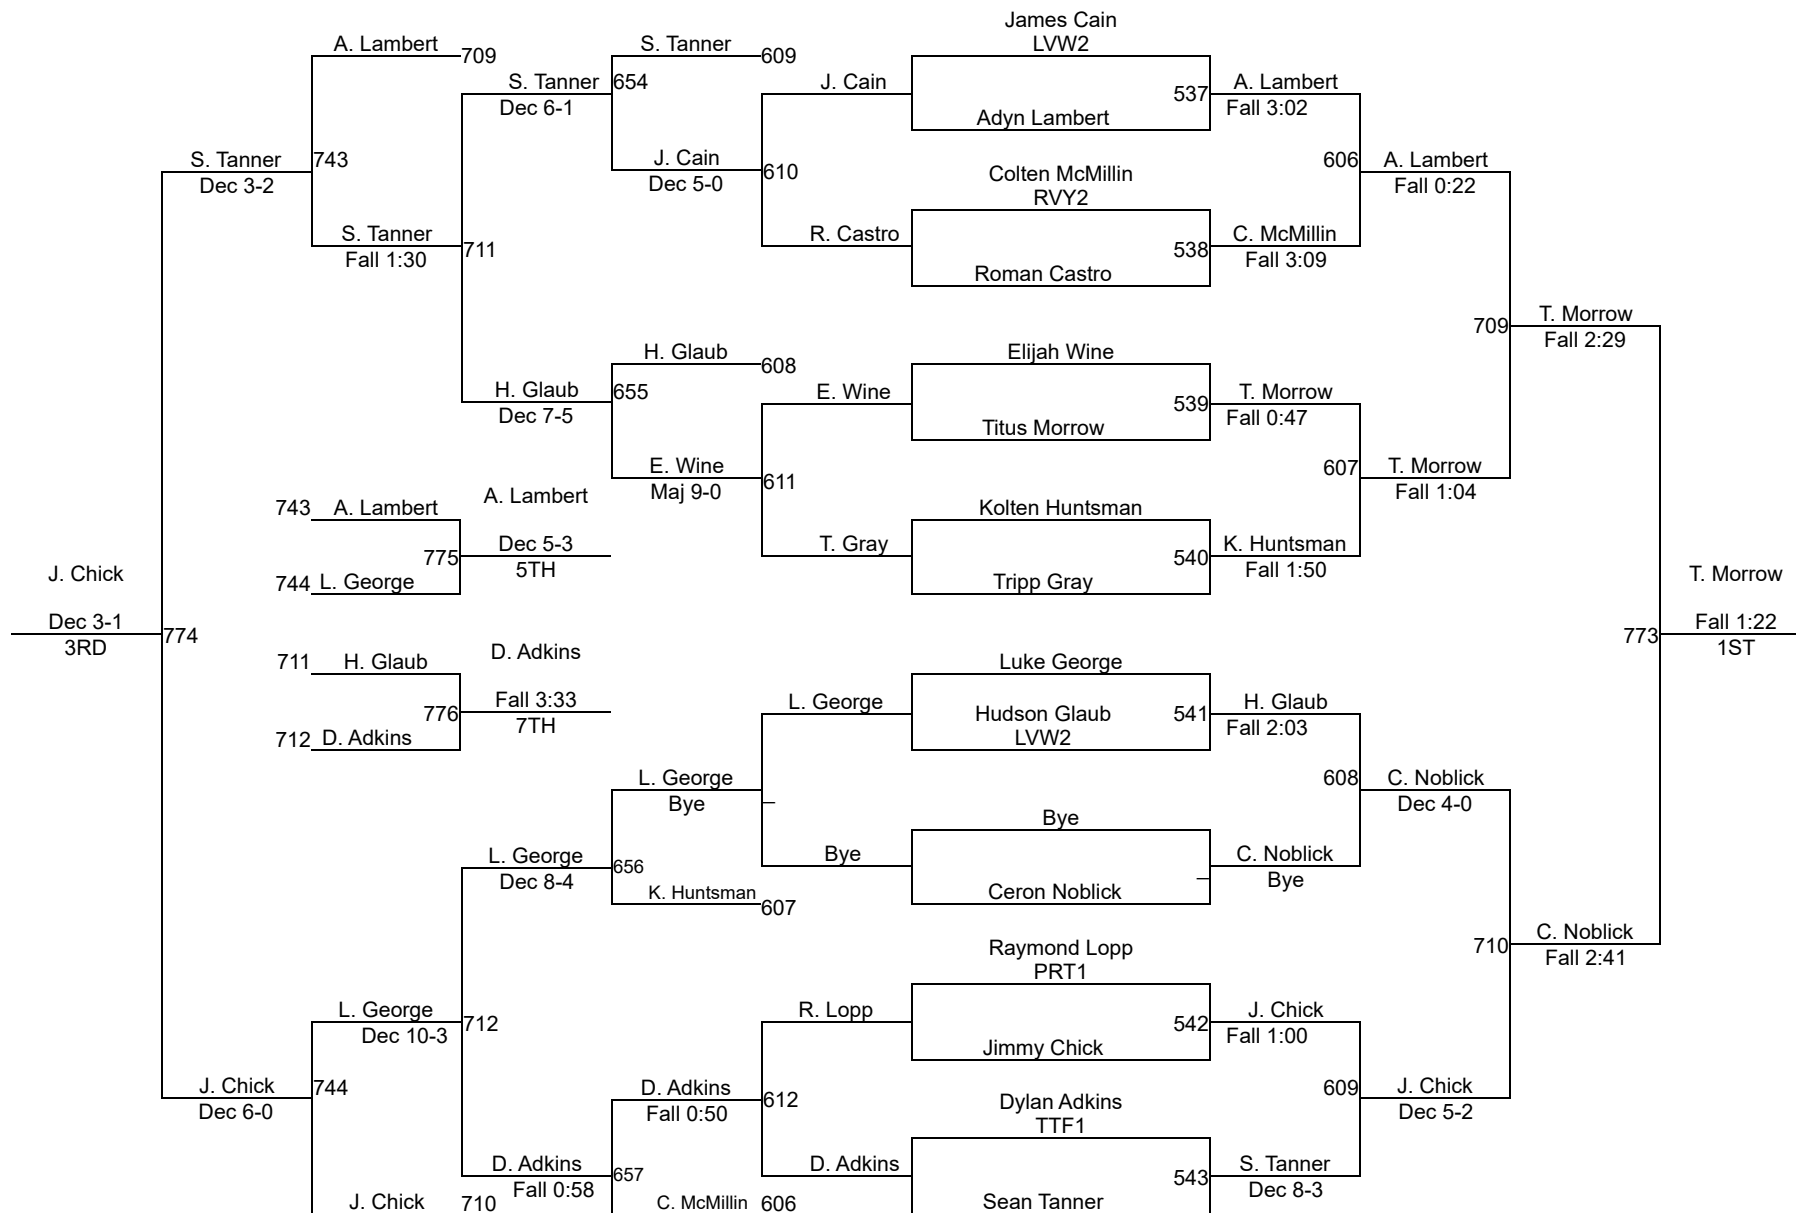 James Cain
A. Lambert
S. Tanner
LVW2
709
609
S. Tanner
654
J. Cain
537
A. Lambert
Dec 6-1
Fall 3:02
Adyn Lambert
S. Tanner
743
J. Cain
606
A. Lambert
Dec 3-2
Dec 5-0
610
Colten McMillin
Fall 0:22
RVY2
S. Tanner
R. Castro
C. McMillin
Fall 1:30
711
538
Fall 3:09
Roman Castro
709
T. Morrow
Fall 2:29
H. Glaub
608
Elijah Wine
H. Glaub
655
E. Wine
539
T. Morrow
Dec 7-5
Fall 0:47
Titus Morrow
E. Wine
607
T. Morrow
Maj 9-0
611
Fall 1:04
A. Lambert
743
A. Lambert
Kolten Huntsman
775
Dec 5-3
T. Gray
540
K. Huntsman
5TH
Fall 1:50
744
L. George
Tripp Gray
J. Chick
T. Morrow
Dec 3-1
774
773
Fall 1:22
3RD
1ST
D. Adkins
711
H. Glaub
Luke George
776
Fall 3:33
L. George
Hudson Glaub
541
H. Glaub
7TH
Fall 2:03
712
D. Adkins
LVW2
L. George
608
C. Noblick
Bye
–
Dec 4-0
Bye
L. George
656
Bye
C. Noblick
Dec 8-4
–
Bye
K. Huntsman
607
Ceron Noblick
710
C. Noblick
Fall 2:41
Raymond Lopp
PRT1
L. George
712
R. Lopp
542
J. Chick
Dec 10-3
Fall 1:00
Jimmy Chick
J. Chick
744
D. Adkins
612
609
J. Chick
Dec 6-0
Fall 0:50
Dylan Adkins
Dec 5-2
TTF1
D. Adkins
657
D. Adkins
543
S. Tanner
Fall 0:58
Dec 8-3
J. Chick
710
C. McMillin
606
Sean Tanner